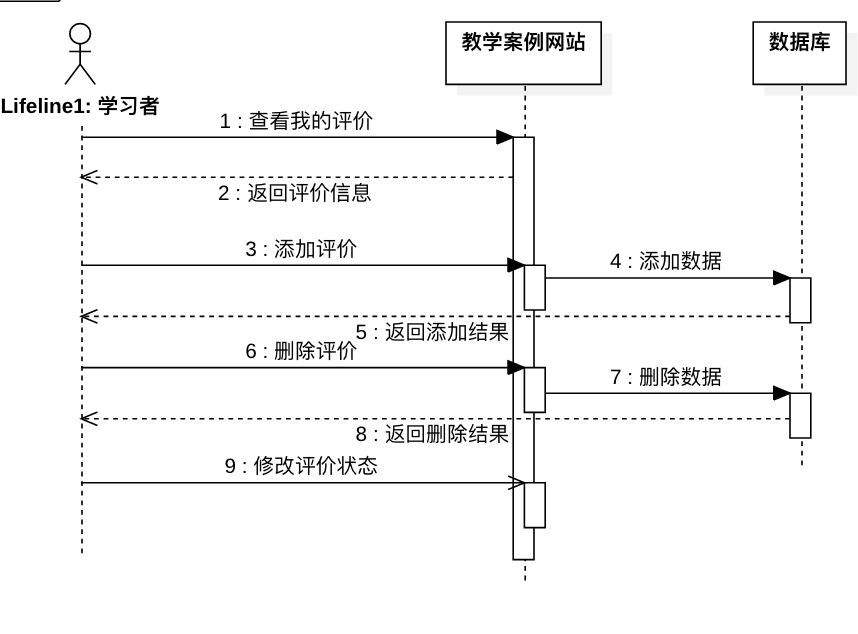 教学案例网站
数据库
Lifeline1: 学习者
1 : 查看我的评价
2 : 返回评价信息
3 : 添加评价
4 : 添加数据
5 : 返回添加结果
6 : 删除评价
7 : 删除数据
8 : 返回删除结果
9 : 修改评价状态